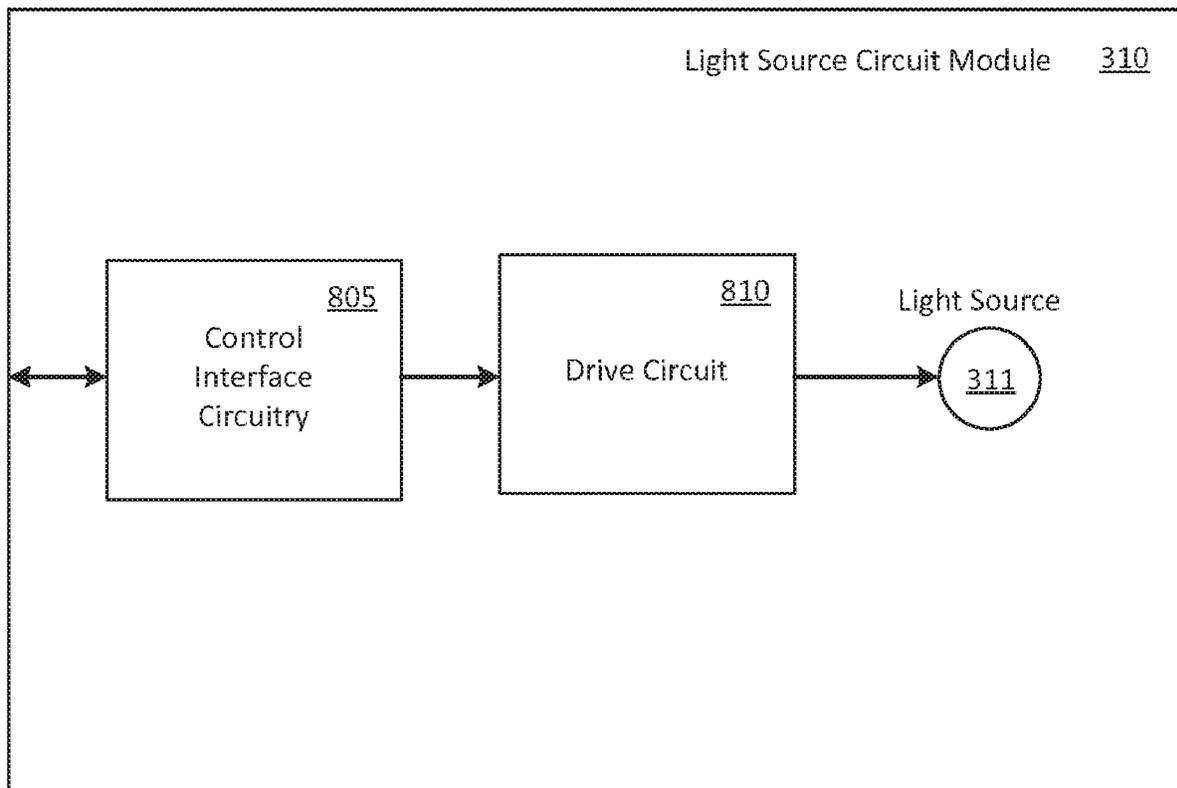 Light Source Circuit Module 310
805
Control
Interface
Circuitry
810
Drive Circuit
Light Source
311